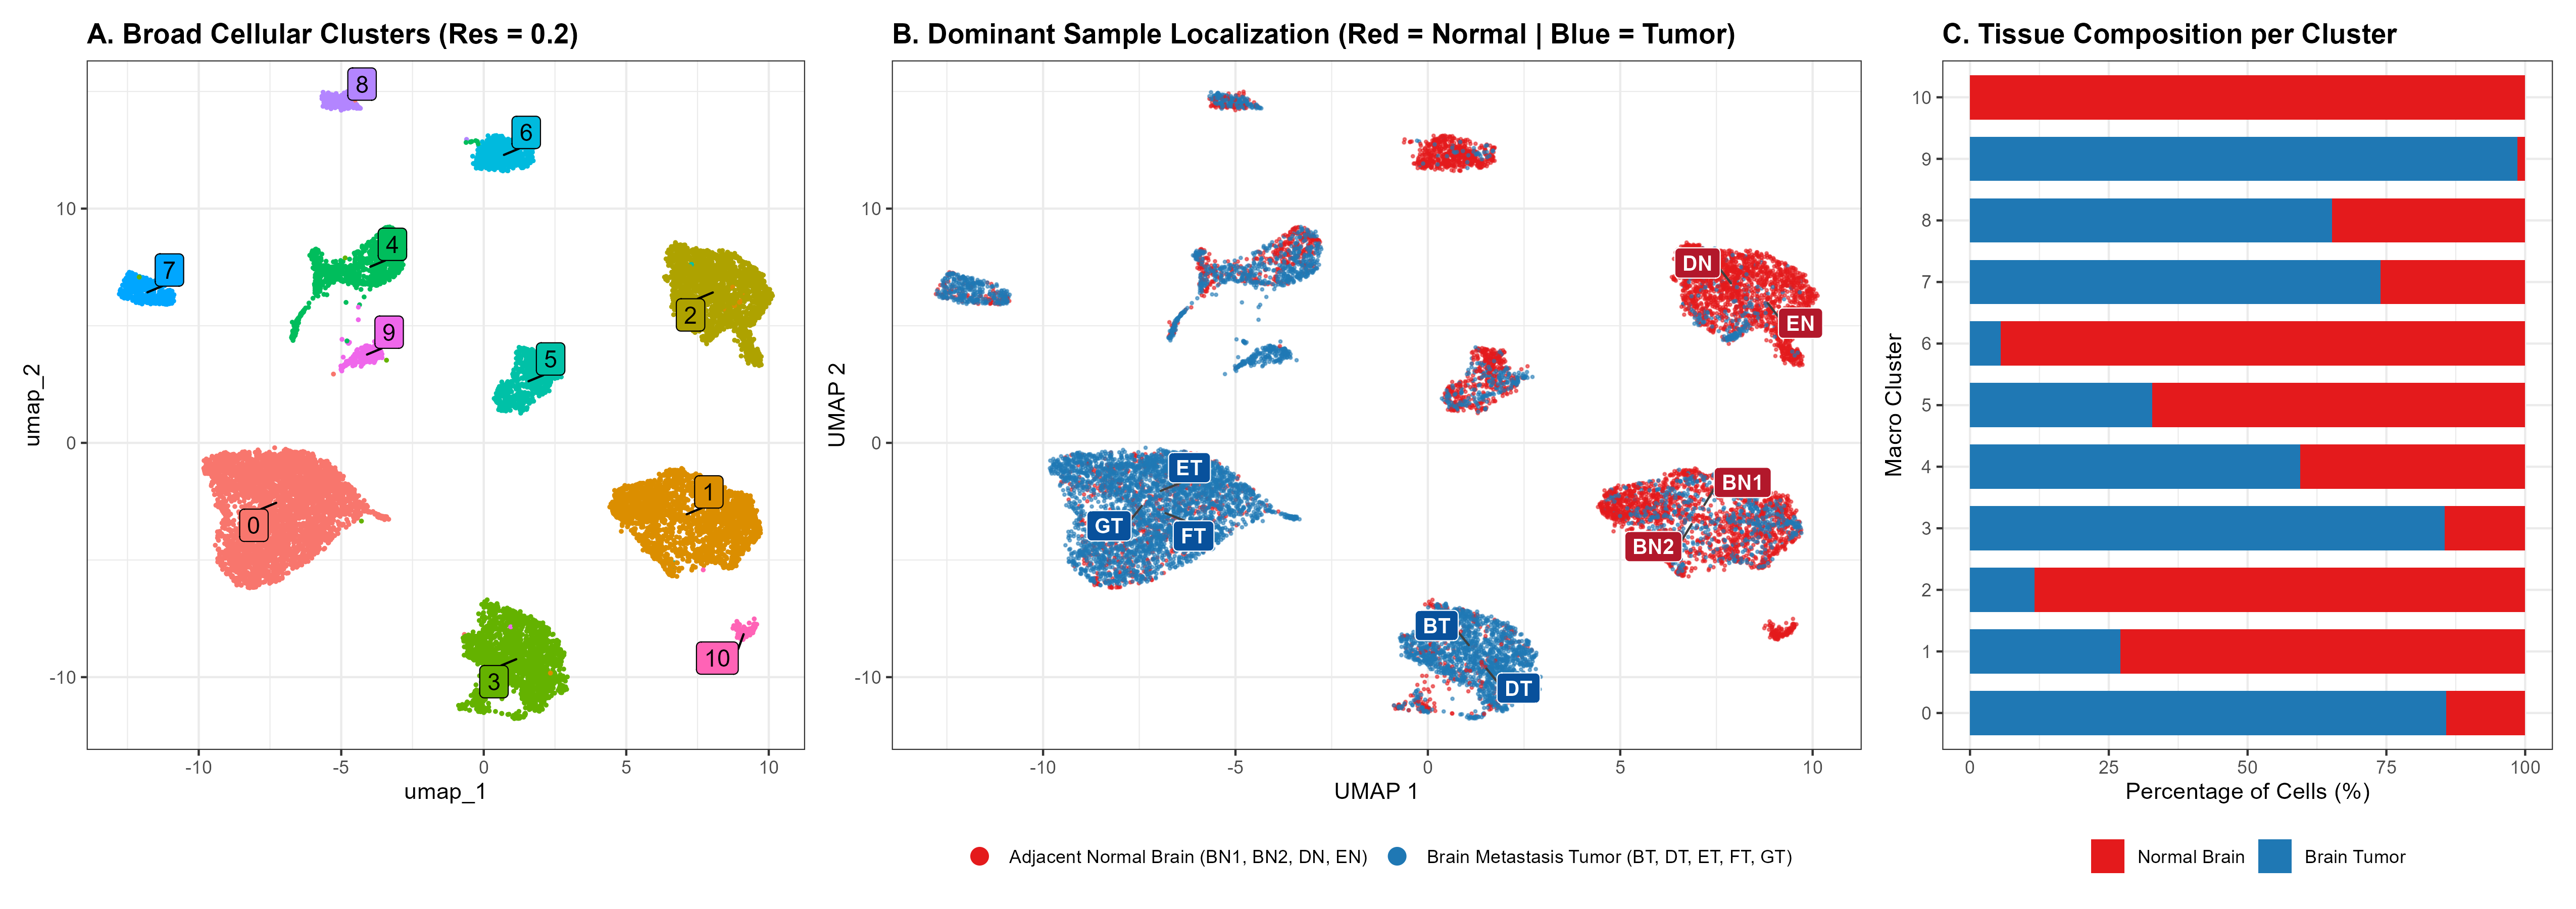 A. Broad Cellular Clusters (Res = 0.2)
8
6
4
7
9
2
5
1
0
3
10
10
0
-10
-10
-5
0
5
10
umap_2
umap_1
B. Dominant Sample Localization (Red = Normal | Blue = Tumor)
DN
EN
ET
GT
FT
BN1
BN2
BT
DT
10
0
-10
-10
-5
0
5
10
UMAP 2
UMAP 1
Adjacent Normal Brain (BN1, BN2, DN, EN)
Brain Metastasis Tumor (BT, DT, ET, FT, GT)
C. Tissue Composition per Cluster
10
9
8
7
6
5
4
3
2
1
0
Macro Cluster
0
25
50
75
100
Percentage of Cells (%)
Normal Brain
Brain Tumor